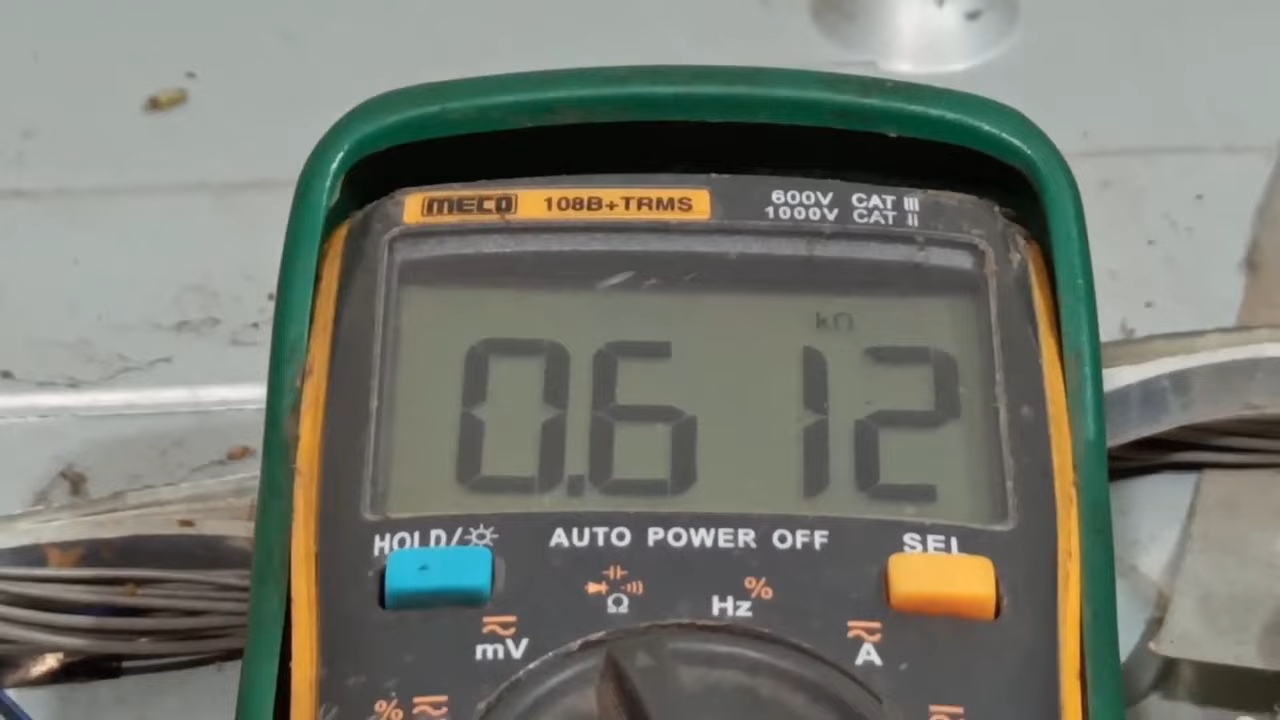 MECO 108B+TRMS
600V CAT III
1000V CAT II
kΩ
0.612
HOLD/ AUTO POWER OFF SEL
Ω Hz %
mV A
%